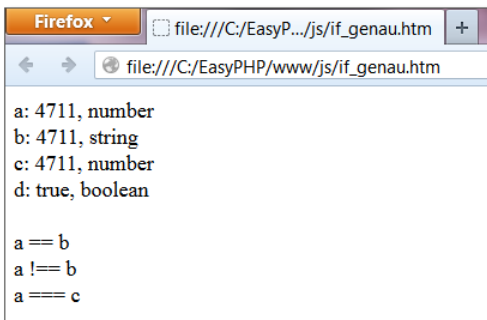 Firefox
file:///C:/EasyP.../js/if_genau.htm
+
file:///C:/EasyPHP/www/js/if_genau.htm
a: 4711, number
b: 4711, string
c: 4711, number
d: true, boolean
a == b
a !== b
a === c